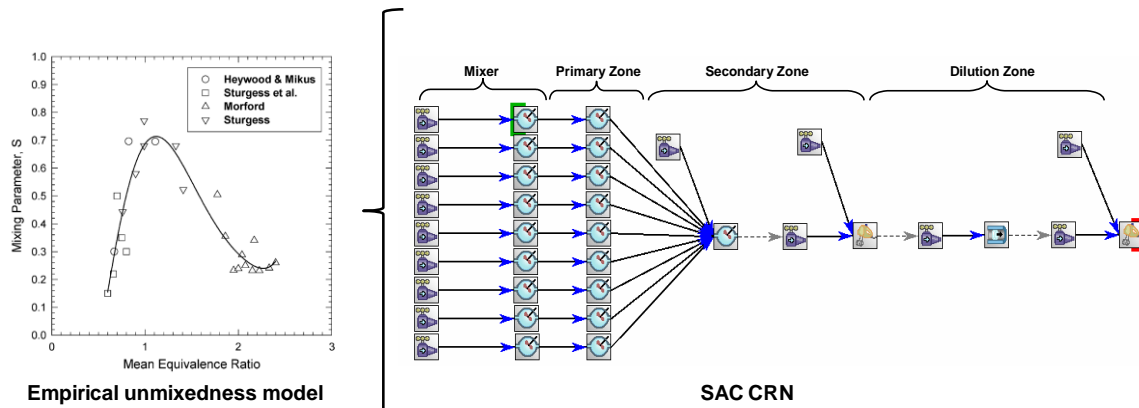 1.0
0.9
0.8
0.7
0.6
0.5
0.4
0.3
0.2
0.1
0.0
Mixing Parameter, S
Heywood & Mikus
Sturgess et al.
Morford
Sturgess
0
1
2
3
Mean Equivalence Ratio
Empirical unmixedness model
Mixer
Primary Zone
Secondary Zone
Dilution Zone
SAC CRN